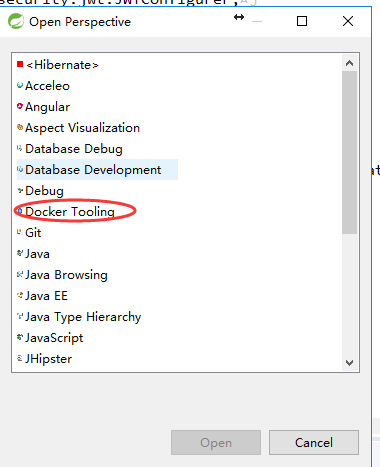 security.jwt.JWTConfigurer;
Open Perspective
<Hibernate>
Acceleo
Angular
Aspect Visualization
Database Debug
Database Development
Debug
Docker Tooling
Git
Java
Java Browsing
Java EE
Java Type Hierarchy
JavaScript
JHipster
at
Open
Cancel